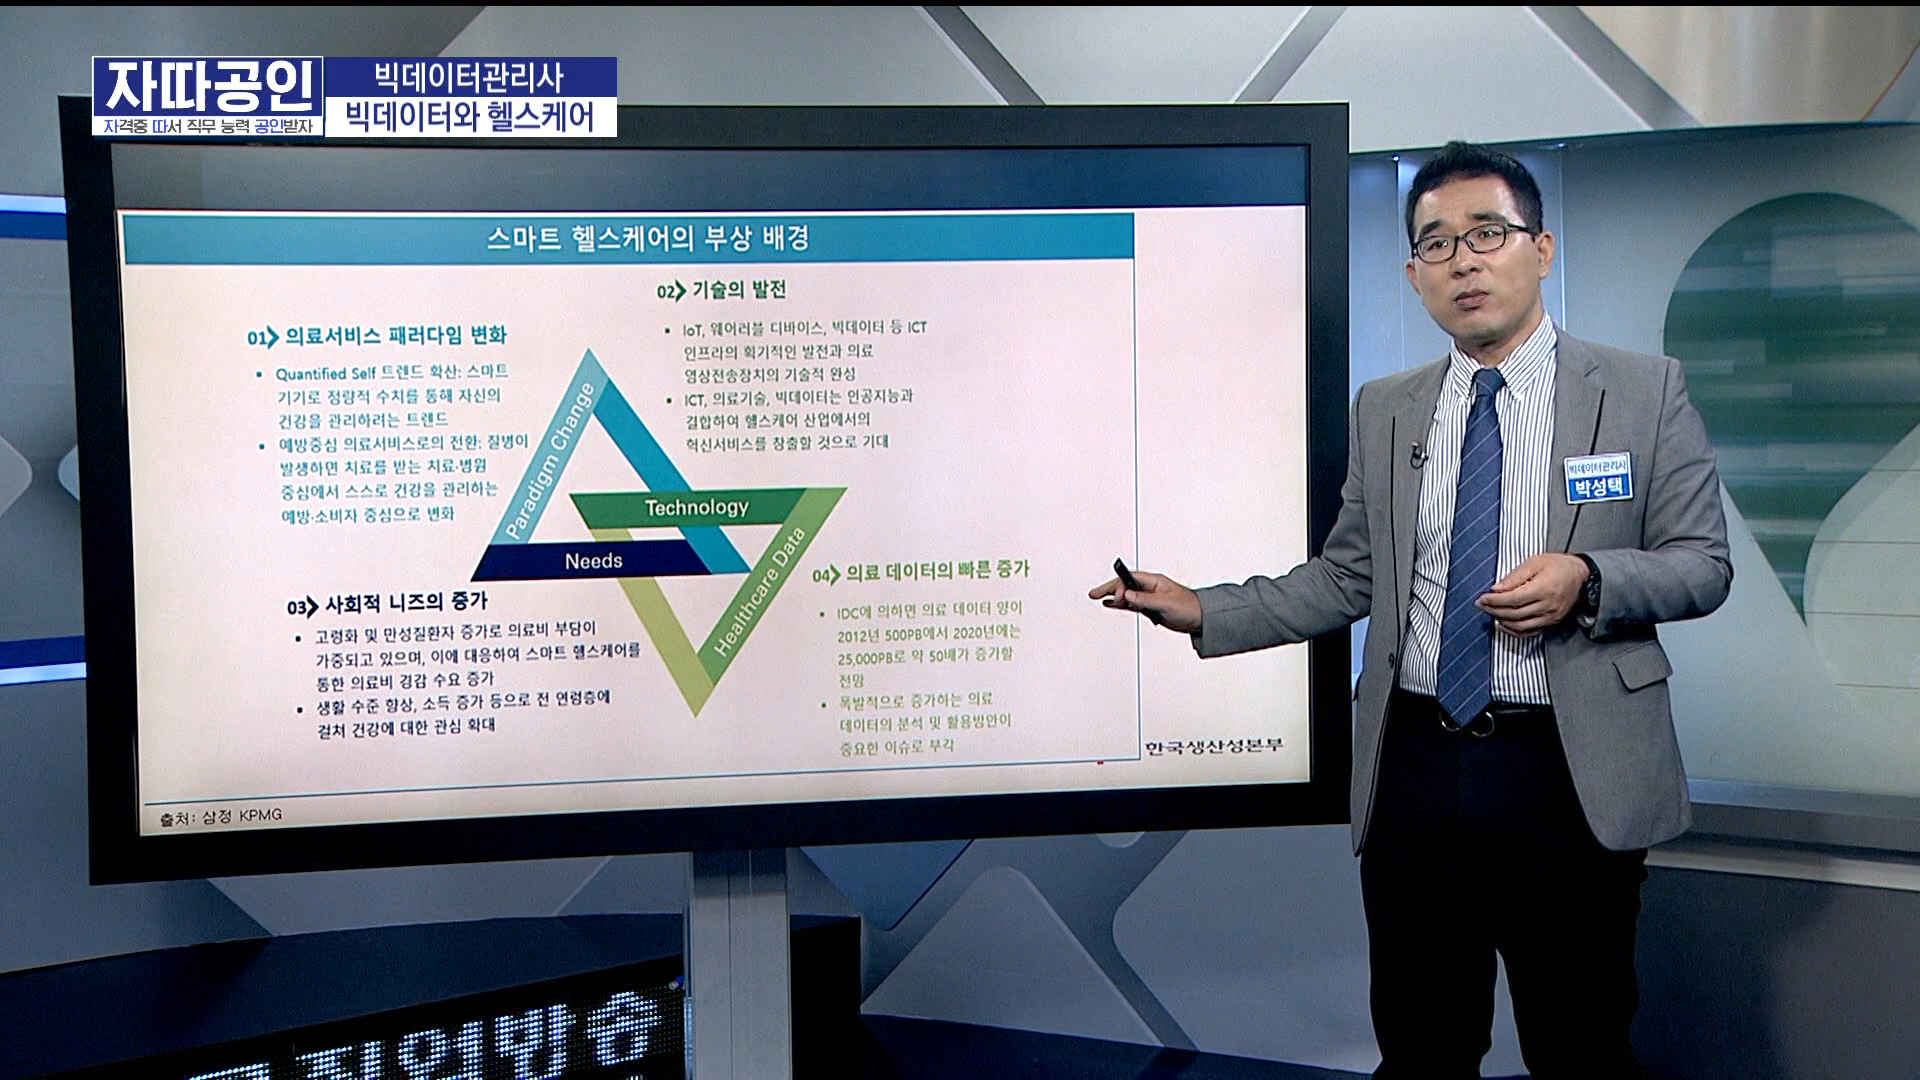 자따공인
자격증 따서 직무 능력 공인받자
빅데이터관리사
빅데이터와 헬스케어
스마트 헬스케어의 부상 배경
01 의료서비스 패러다임 변화
▪ Quantified Self 트렌드 확산: 스마트
기기로 정량적 수치를 통해 자신의
건강을 관리하려는 트렌드
▪ 예방중심 의료서비스로의 전환: 질병이
발생하면 치료를 받는 치료·병원
중심에서 스스로 건강을 관리하는
예방·소비자 중심으로 변화
02 기술의 발전
▪ IoT, 웨어러블 디바이스, 빅데이터 등 ICT
인프라의 획기적인 발전과 의료
영상전송장치의 기술적 완성
▪ ICT, 의료기술, 빅데이터는 인공지능과
결합하여 헬스케어 산업에서의
혁신서비스를 창출할 것으로 기대
Paradigm Change
Technology
Needs
Healthcare Data
03 사회적 니즈의 증가
▪ 고령화 및 만성질환자 증가로 의료비 부담이
가중되고 있으며, 이에 대응하여 스마트 헬스케어를
통한 의료비 경감 수요 증가
▪ 생활 수준 향상, 소득 증가 등으로 전 연령층에
걸쳐 건강에 대한 관심 확대
04 의료 데이터의 빠른 증가
▪ IDC에 의하면 의료 데이터 양이
2012년 500PB에서 2020년에는
25,000PB로 약 50배가 증가할
전망
▪ 폭발적으로 증가하는 의료
데이터의 분석 및 활용방안이
중요한 이슈로 부각
한국생산성본부
출처: 삼정 KPMG
빅데이터관리사
박성택
직업방송